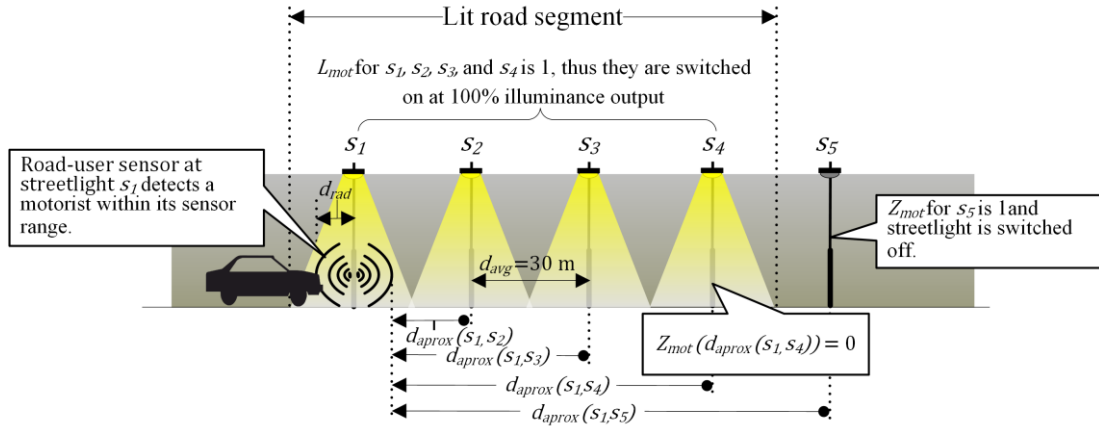 Lit road segment
L_mot for s_1, s_2, s_3, and s_4 is 1, thus they are switched
on at 100% illuminance output
s_1
s_2
s_3
s_4
s_5
Road-user sensor at
streetlight s_1 detects a
motorist within its sensor
range.
d_rad
Z_mot for s_5 is 1and
streetlight is switched
off.
d_avg=30 m
d_aprox(s_1,s_2)
Z_mot(d_aprox(s_1,s_4)) = 0
d_aprox(s_1,s_3)
d_aprox(s_1,s_4)
d_aprox(s_1,s_5)